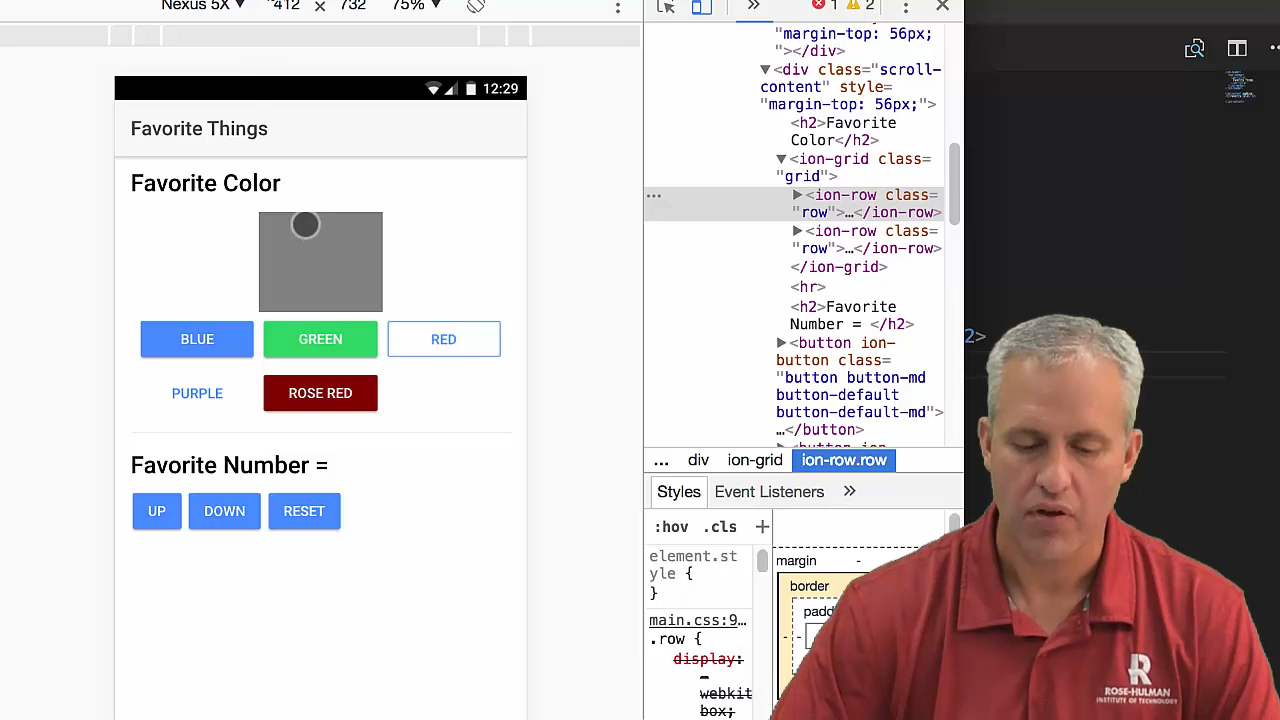 Nexus 5X ▼ 412 × 732 75% ▼
1 2
12:29
Favorite Things
Favorite Color
BLUE GREEN RED
PURPLE ROSE RED
Favorite Number =
UP DOWN RESET
"margin-top: 56px;
"></div>
▼<div class="scroll-
content" style=
"margin-top: 56px;">
<h2>Favorite
Color</h2>
▼<ion-grid class=
"grid">
... ▶<ion-row class=
"row">…</ion-row>
▶<ion-row class=
"row">…</ion-row>
</ion-grid>
<hr>
<h2>Favorite
Number = </h2>
▶<button ion-
button class=
"button button-md
button-default
button-default-md">
…</button>
... div ion-grid ion-row.row
Styles Event Listeners »
:hov .cls +
element.st
yle {
}
main.css:9…
.row {
display:
-
webkit
box;
margin -
border
padd
- -
2>
ROSE-HULMAN
INSTITUTE OF TECHNOLOGY